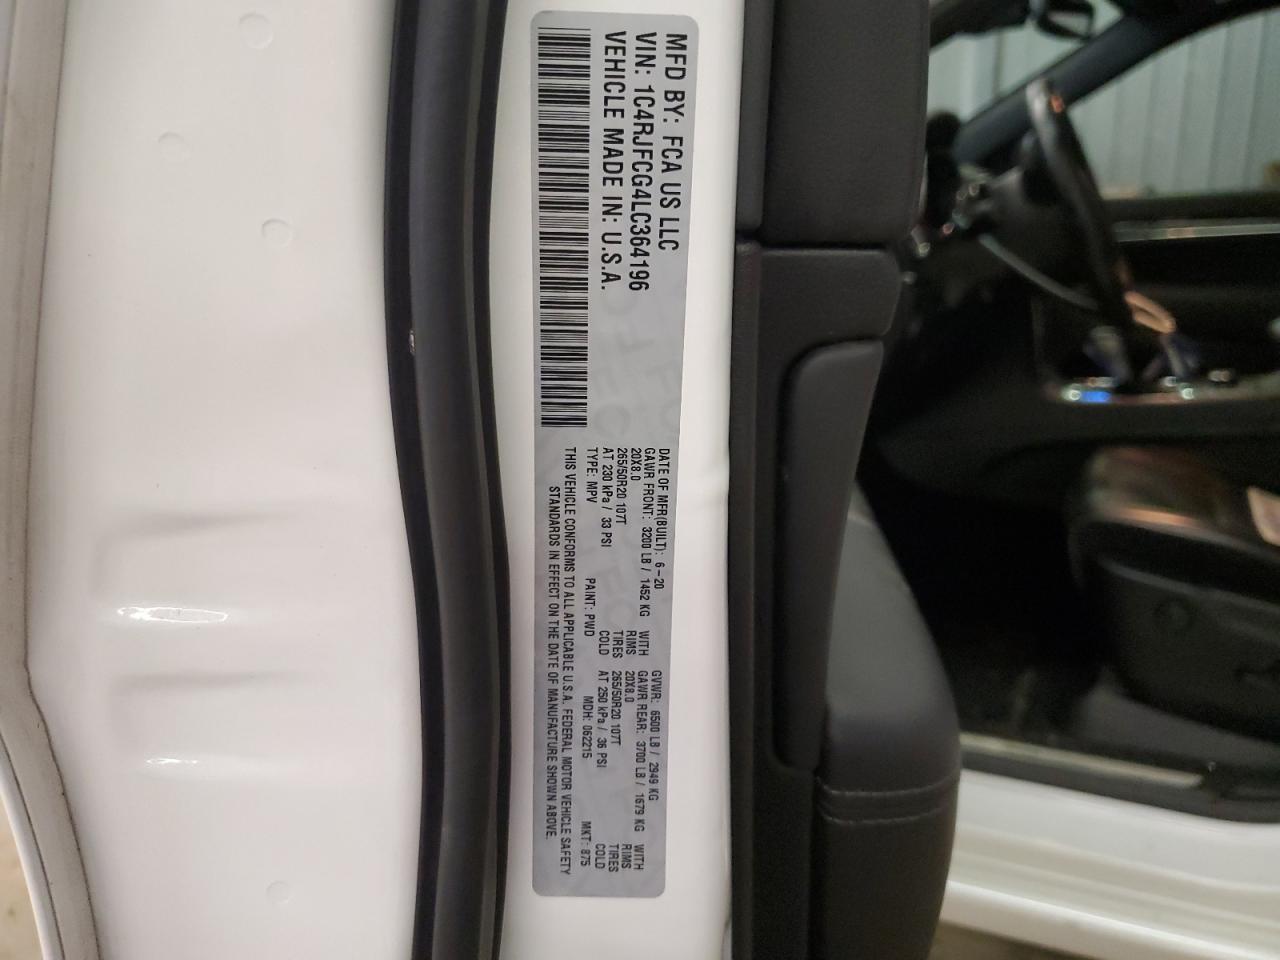 MFD BY: FCA US LLC
VIN: 1C4RJFCG4LC364196
VEHICLE MADE IN: U.S.A.
DATE OF MFR(BUILT): 6-20 GVWR: 6500 LB / 2949 KG
GAWR FRONT: 3200 LB / 1452 KG WITH GAWR REAR: 3700 LB / 1679 KG WITH
20X8.0 RIMS 20X8.0 RIMS
265/50R20 107T TIRES 265/50R20 107T TIRES
AT 230 kPa / 33 PSI COLD AT 250 kPa / 36 PSI COLD
TYPE: MPV PAINT: PWD MDH: 062215 MKT: 875
THIS VEHICLE CONFORMS TO ALL APPLICABLE U.S.A. FEDERAL MOTOR VEHICLE SAFETY
STANDARDS IN EFFECT ON THE DATE OF MANUFACTURE SHOWN ABOVE.